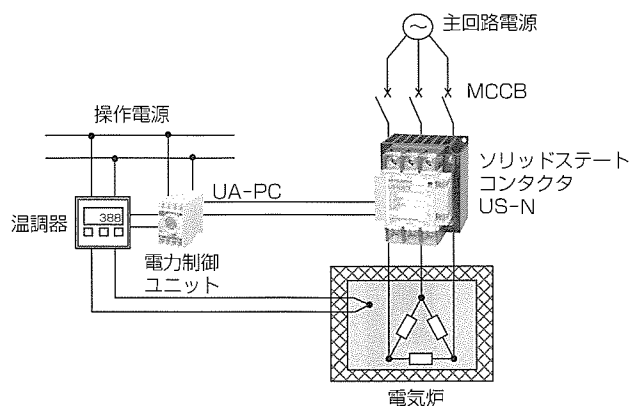 主回路電源
MCCB
操作電源
ソリッドステート
コンタクタ
US-N
UA-PC
388
温調器
電力制御
ユニット
電気炉